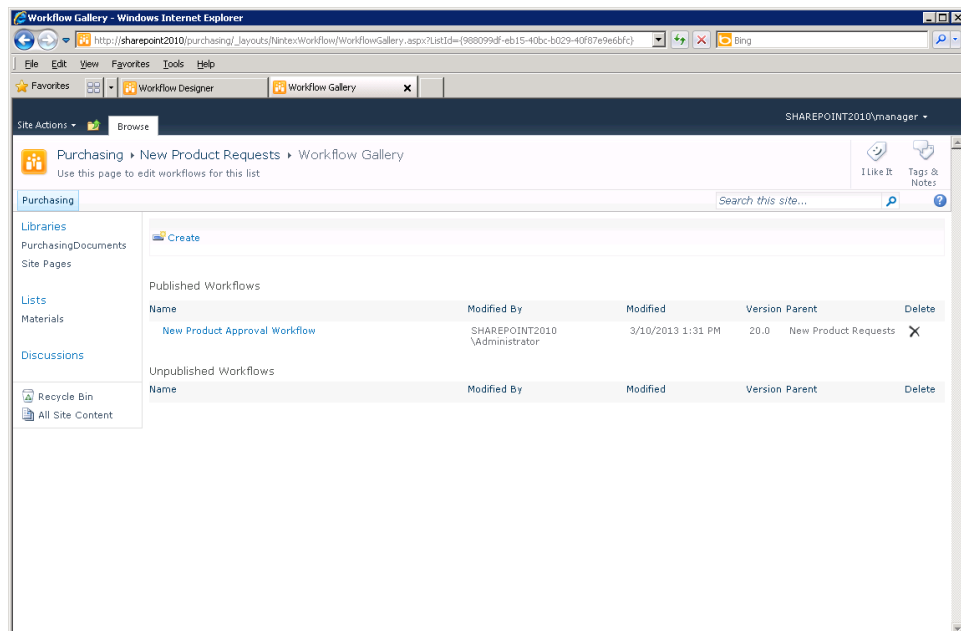 Workflow Gallery - Windows Internet Explorer
http://sharepoint2010/purchasing/_layouts/NintexWorkflow/WorkflowGallery.aspx?ListId={988099df-eb15-40bc-b029-40f87e9e6bfc}
Bing
File Edit View Favorites Tools Help
Favorites
Workflow Designer
Workflow Gallery
Site Actions
Browse
SHAREPOINT2010\manager
Purchasing New Product Requests Workflow Gallery
Use this page to edit workflows for this list
I Like It
Tags &
Notes
Purchasing
Search this site...
Libraries
PurchasingDocuments
Site Pages
Lists
Materials
Discussions
Recycle Bin
All Site Content
Create
Published Workflows
Name Modified By Modified Version Parent Delete
New Product Approval Workflow SHAREPOINT2010 3/10/2013 1:31 PM 20.0 New Product Requests
\Administrator
Unpublished Workflows
Name Modified By Modified Version Parent Delete